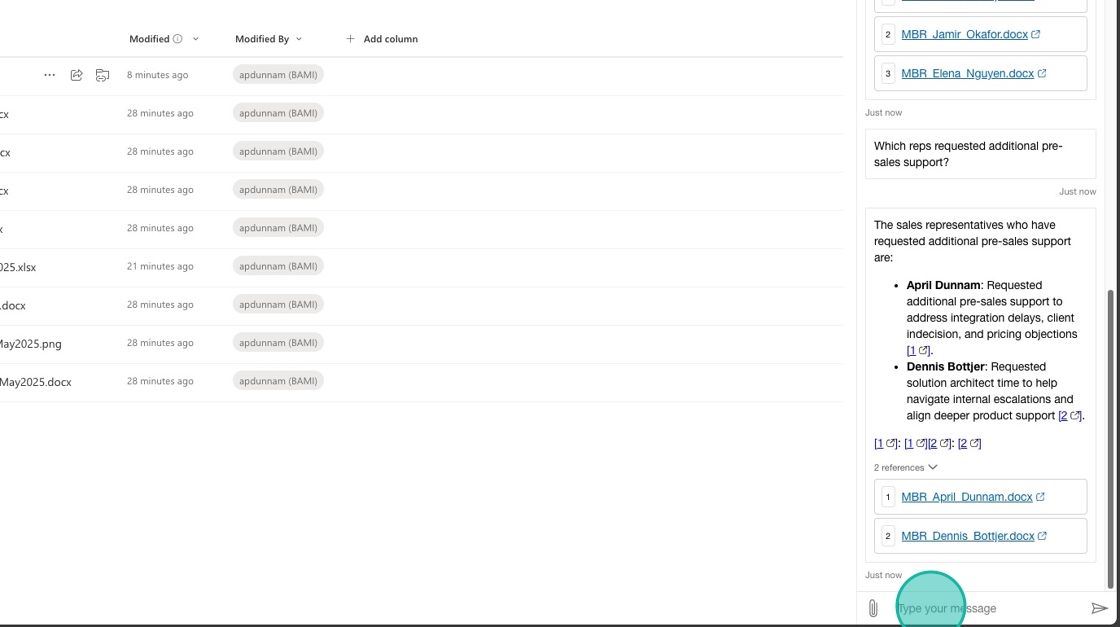 Modified
Modified By
+ Add column
8 minutes ago
apdunnam (BAMI)
cx
28 minutes ago
apdunnam (BAMI)
cx
28 minutes ago
apdunnam (BAMI)
cx
28 minutes ago
apdunnam (BAMI)
x
28 minutes ago
apdunnam (BAMI)
025.xlsx
21 minutes ago
apdunnam (BAMI)
.docx
28 minutes ago
apdunnam (BAMI)
May2025.png
28 minutes ago
apdunnam (BAMI)
May2025.docx
28 minutes ago
apdunnam (BAMI)
2 MBR_Jamir_Okafor.docx
3 MBR_Elena_Nguyen.docx
Just now
Which reps requested additional pre-
sales support?
Just now
The sales representatives who have
requested additional pre-sales support
are:
• April Dunnam: Requested
additional pre-sales support to
address integration delays, client
indecision, and pricing objections
[1].
• Dennis Bottjer: Requested
solution architect time to help
navigate internal escalations and
align deeper product support [2].
[1]: [1][2]: [2]
2 references
1 MBR_April_Dunnam.docx
2 MBR_Dennis_Bottjer.docx
Just now
Type your message